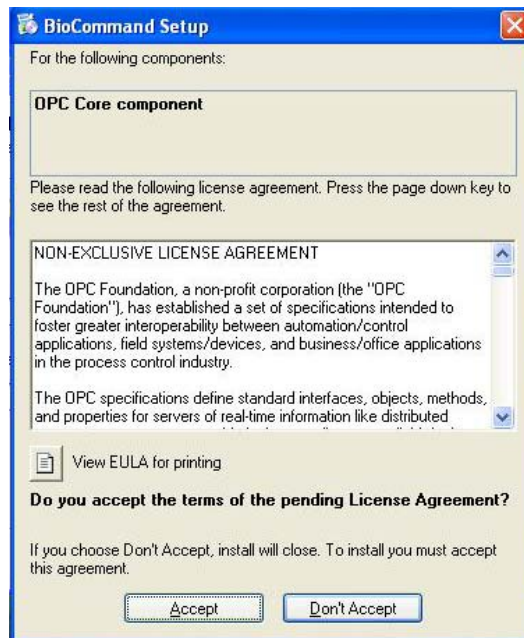 BioCommand Setup
For the following components:
OPC Core component
Please read the following license agreement. Press the page down key to
see the rest of the agreement.
NON-EXCLUSIVE LICENSE AGREEMENT
The OPC Foundation, a non-profit corporation (the "OPC
Foundation"), has established a set of specifications intended to
foster greater interoperability between automation/control
applications, field systems/devices, and business/office applications
in the process control industry.
The OPC specifications define standard interfaces, objects, methods,
and properties for servers of real-time information like distributed
View EULA for printing
Do you accept the terms of the pending License Agreement?
If you choose Don't Accept, install will close. To install you must accept
this agreement.
Accept
Don't Accept